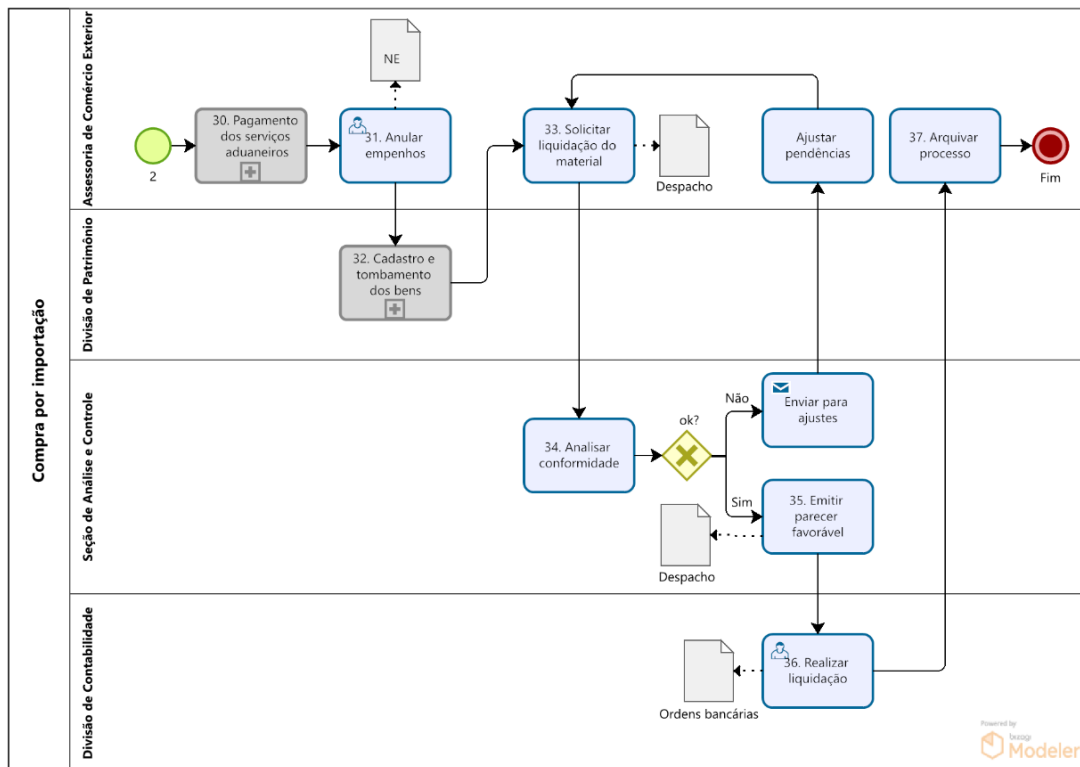 Compra por importação
Assessoria de Comércio Exterior
2
30. Pagamento
dos serviços
aduaneiros
NE
31. Anular
empenhos
33. Solicitar
liquidação do
material
Despacho
Ajustar
pendências
37. Arquivar
processo
Fim
Divisão de Patrimônio
32. Cadastro e
tombamento
dos bens
Seção de Análise e Controle
34. Analisar
conformidade
ok?
Não
Enviar para
ajustes
Sim
35. Emitir
parecer
favorável
Despacho
Divisão de Contabilidade
36. Realizar
liquidação
Ordens bancárias
Powered by
bizagi
Modeler